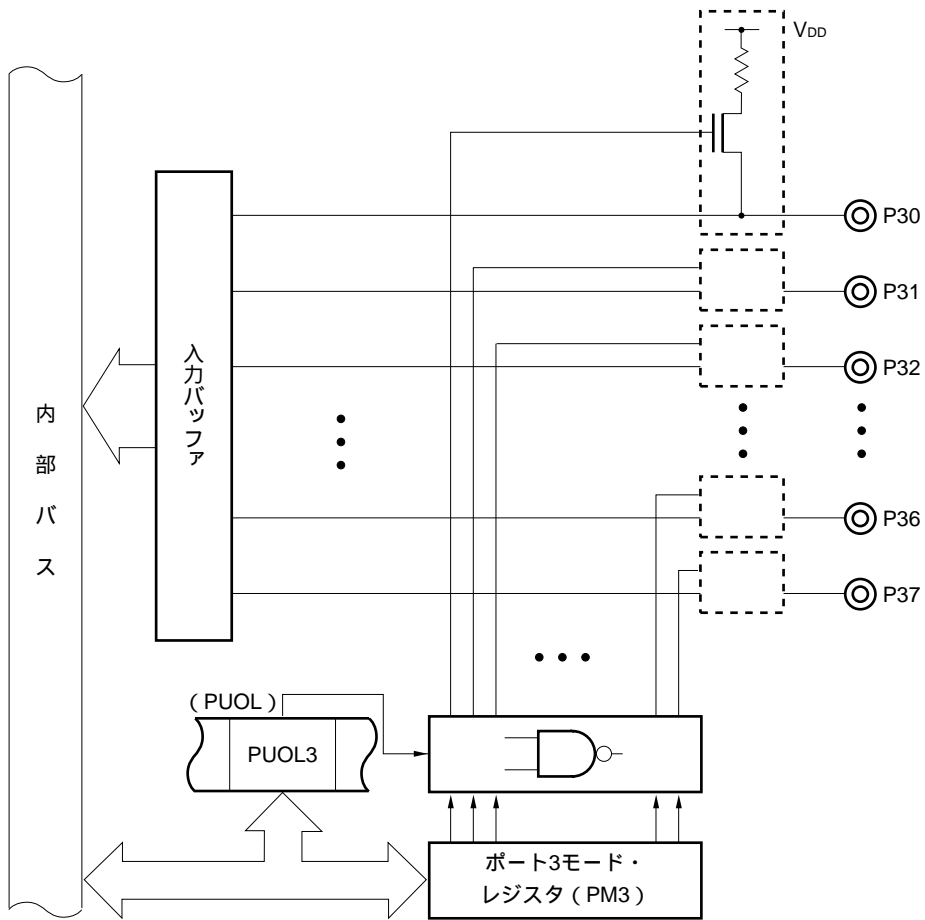 VDD
P30
P31
P32
P36
P37
入力バッファ
内部バス
(PUOL)
PUOL3
ポート3モード・
レジスタ(PM3)